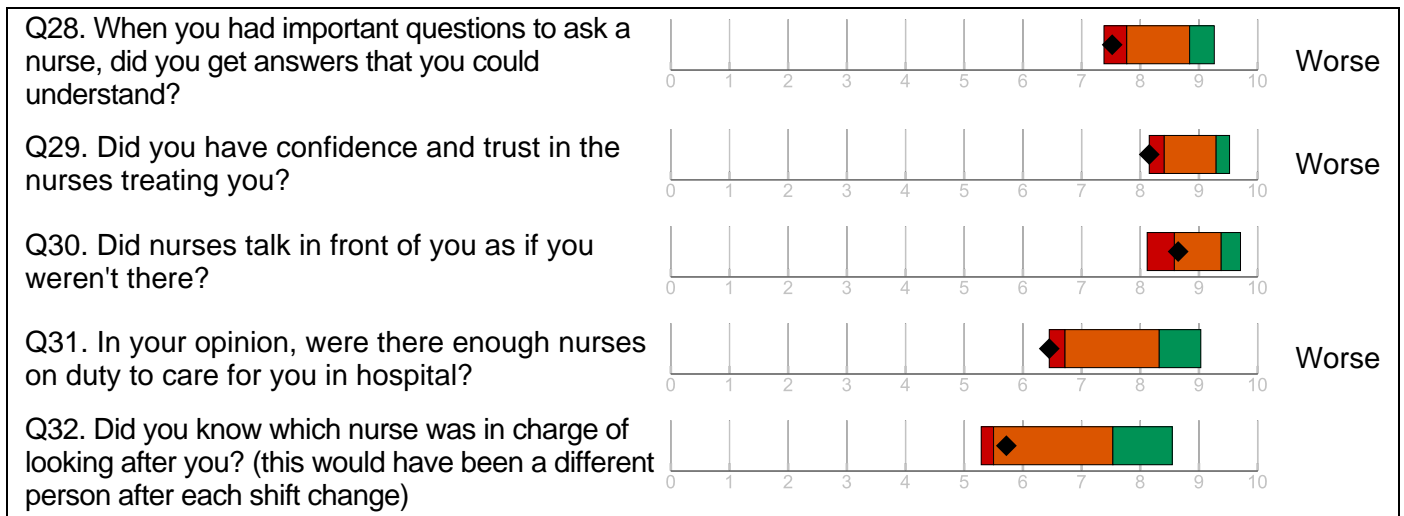 Q28. When you had important questions to ask a
nurse, did you get answers that you could
understand?
0 1 2 3 4 5 6 7 8 9 10
Worse
Q29. Did you have confidence and trust in the
nurses treating you?
0 1 2 3 4 5 6 7 8 9 10
Worse
Q30. Did nurses talk in front of you as if you
weren't there?
0 1 2 3 4 5 6 7 8 9 10
Q31. In your opinion, were there enough nurses
on duty to care for you in hospital?
0 1 2 3 4 5 6 7 8 9 10
Worse
Q32. Did you know which nurse was in charge of
looking after you? (this would have been a different
person after each shift change)
0 1 2 3 4 5 6 7 8 9 10